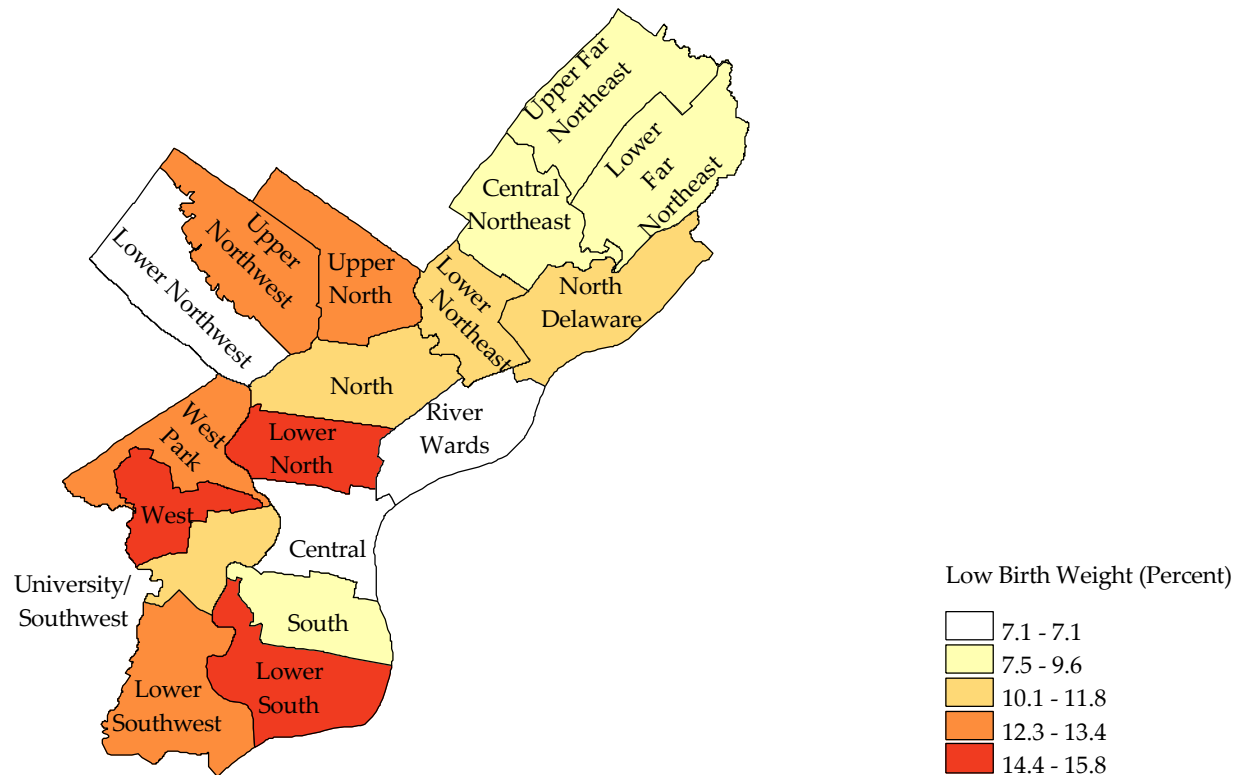 Upper Far
Northeast
Lower
Far
Northeast
Central
Northeast
Upper
Northwest
Lower Northwest
Upper
North
Lower
Northeast
North
Delaware
North
River
Wards
West
Park
Lower
North
West
Central
University/
Southwest
South
Lower
South
Lower
Southwest
Low Birth Weight (Percent)
7.1 - 7.1
7.5 - 9.6
10.1 - 11.8
12.3 - 13.4
14.4 - 15.8